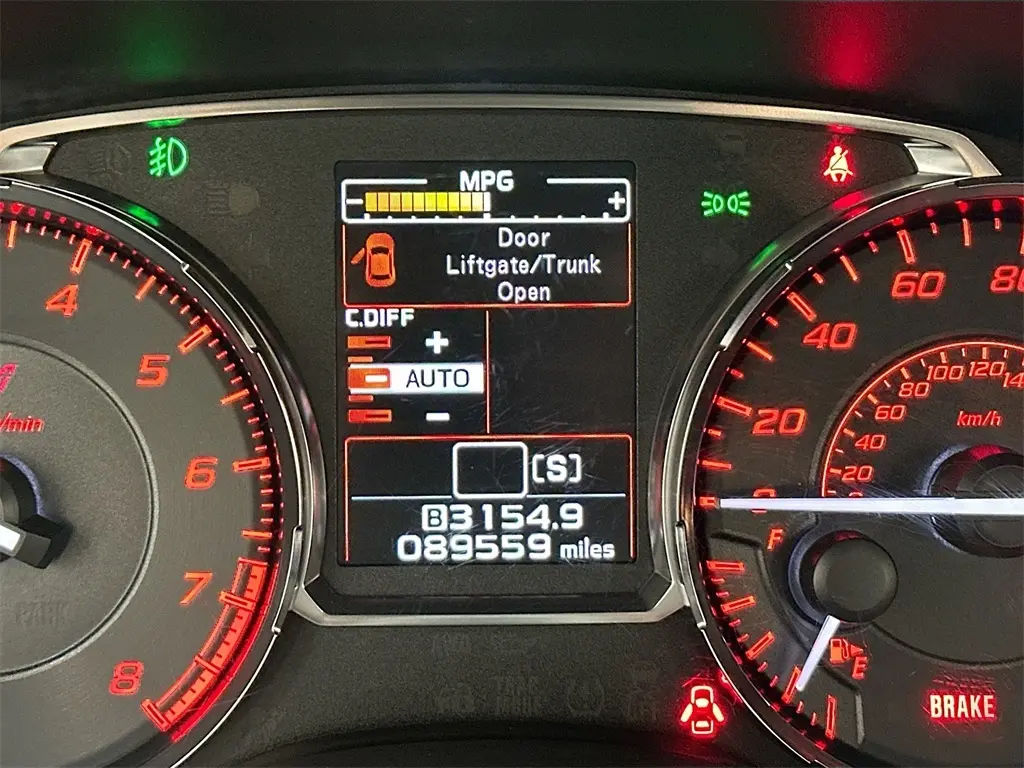 MPG
− +
Door
Liftgate/Trunk
Open
C.DIFF
+
AUTO
−
[S]
B3154.9
089559 miles
4
5
6
7
8
/min
PARK
0
20
40
60
80
20
40
60
80
100
120
km/h
F
E
BRAKE